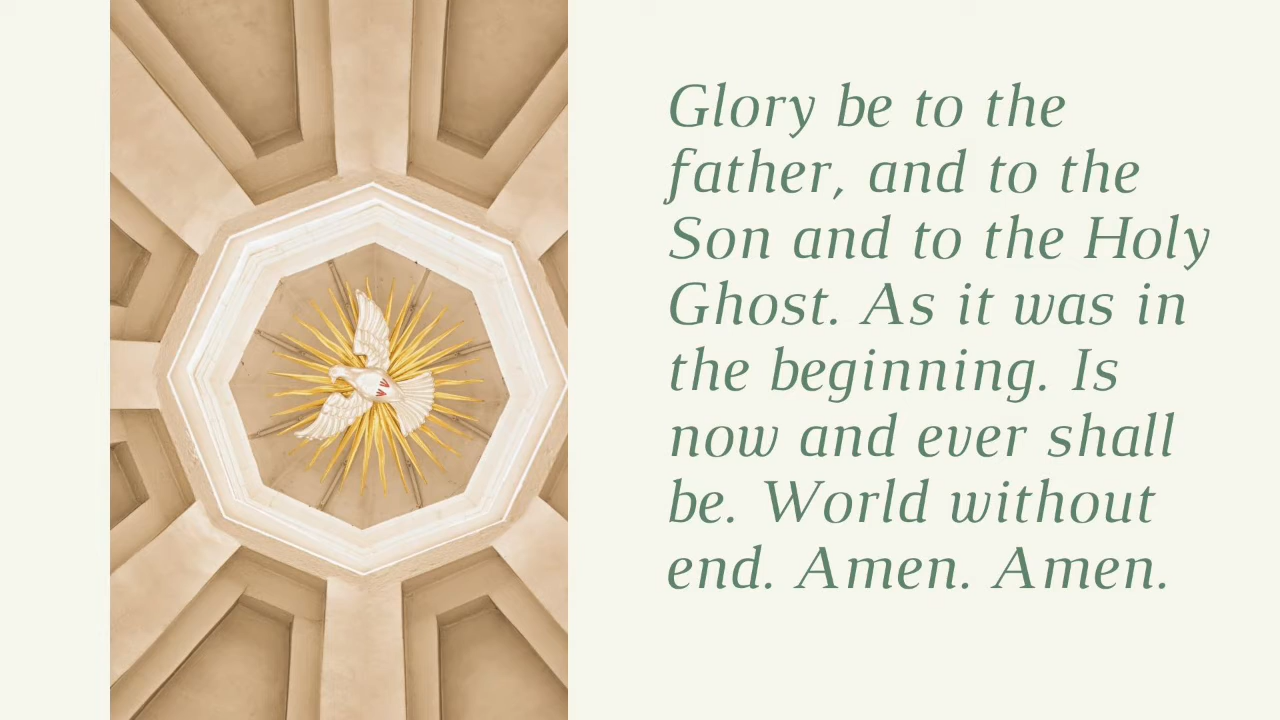 Glory be to the
father, and to the
Son and to the Holy
Ghost. As it was in
the beginning. Is
now and ever shall
be. World without
end. Amen. Amen.